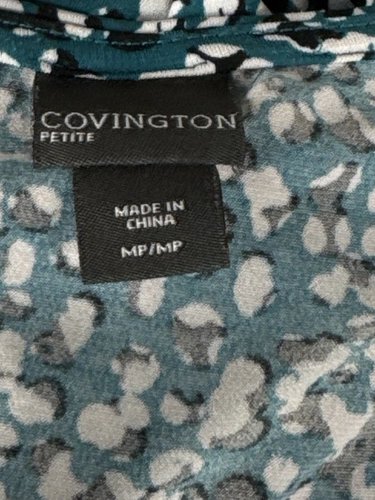 COVINGTON
PETITE
MADE IN
CHINA
MP/MP